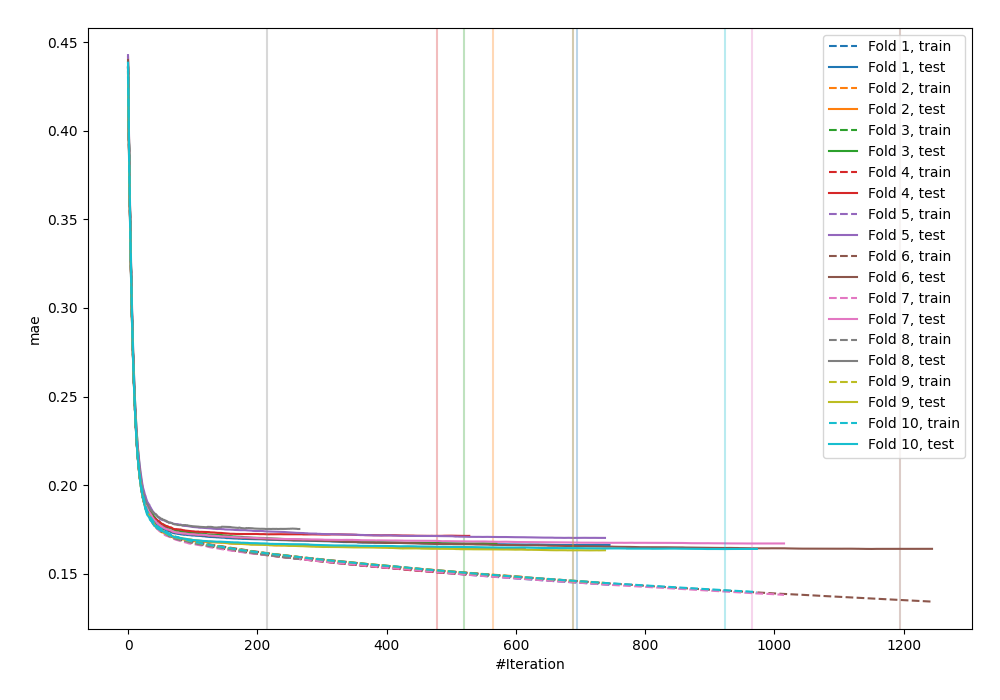 0.45
0.40
0.35
0.30
0.25
0.20
0.15
mae
0
200
400
600
800
1000
1200
#Iteration
Fold 1, train
Fold 1, test
Fold 2, train
Fold 2, test
Fold 3, train
Fold 3, test
Fold 4, train
Fold 4, test
Fold 5, train
Fold 5, test
Fold 6, train
Fold 6, test
Fold 7, train
Fold 7, test
Fold 8, train
Fold 8, test
Fold 9, train
Fold 9, test
Fold 10, train
Fold 10, test